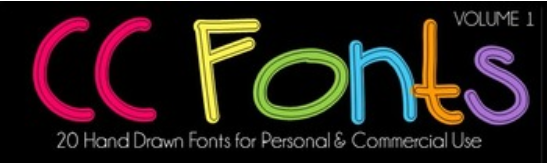 VOLUME 1
CC Fonts
20 Hand Drawn Fonts for Personal & Commercial Use